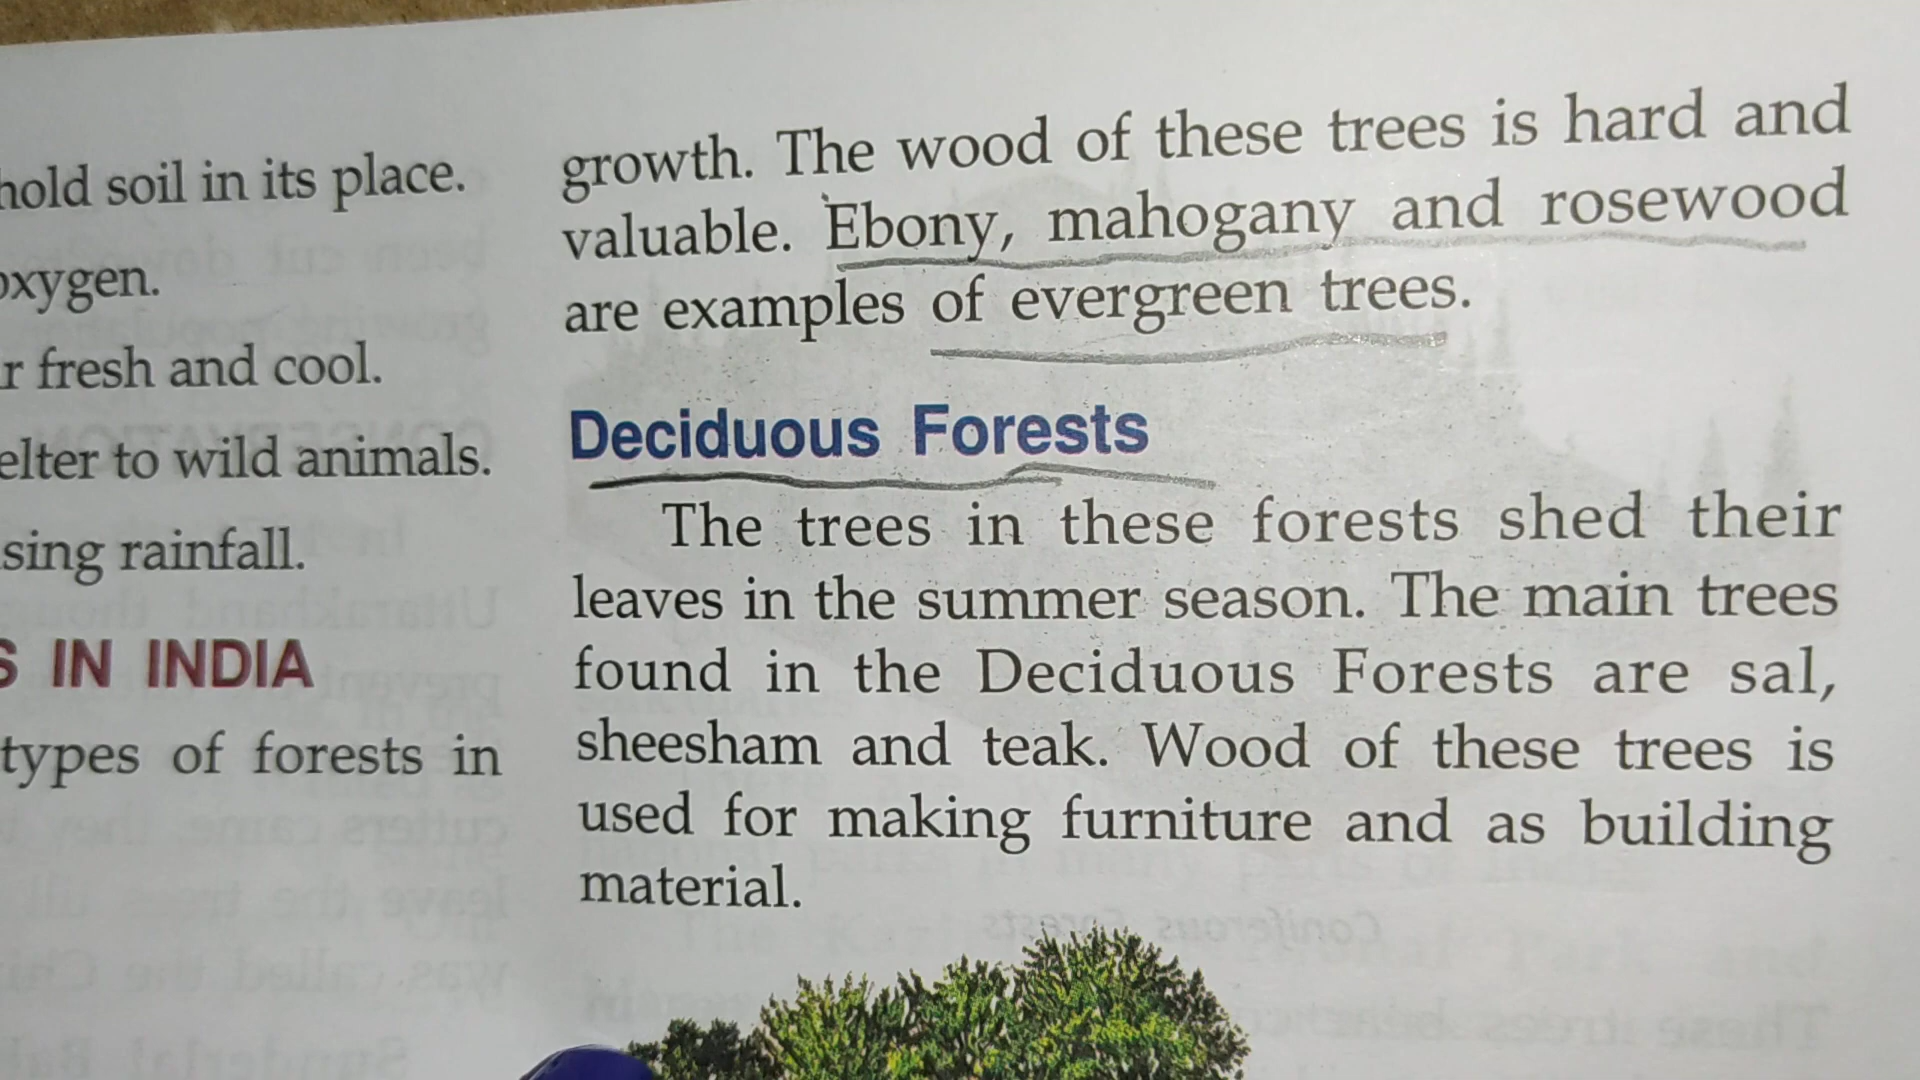 hold soil in its place.
oxygen.
fresh and cool.
to wild animals.
rainfall.
IN INDIA
types of forests in
growth. The wood of these trees is hard and
valuable. Ebony, mahogany and rosewood
are examples of evergreen trees.
Deciduous Forests
The trees in these forests shed their
leaves in the summer season. The main trees
found in the Deciduous Forests are sal,
sheesham and teak. Wood of these trees is
used for making furniture and as building
material.